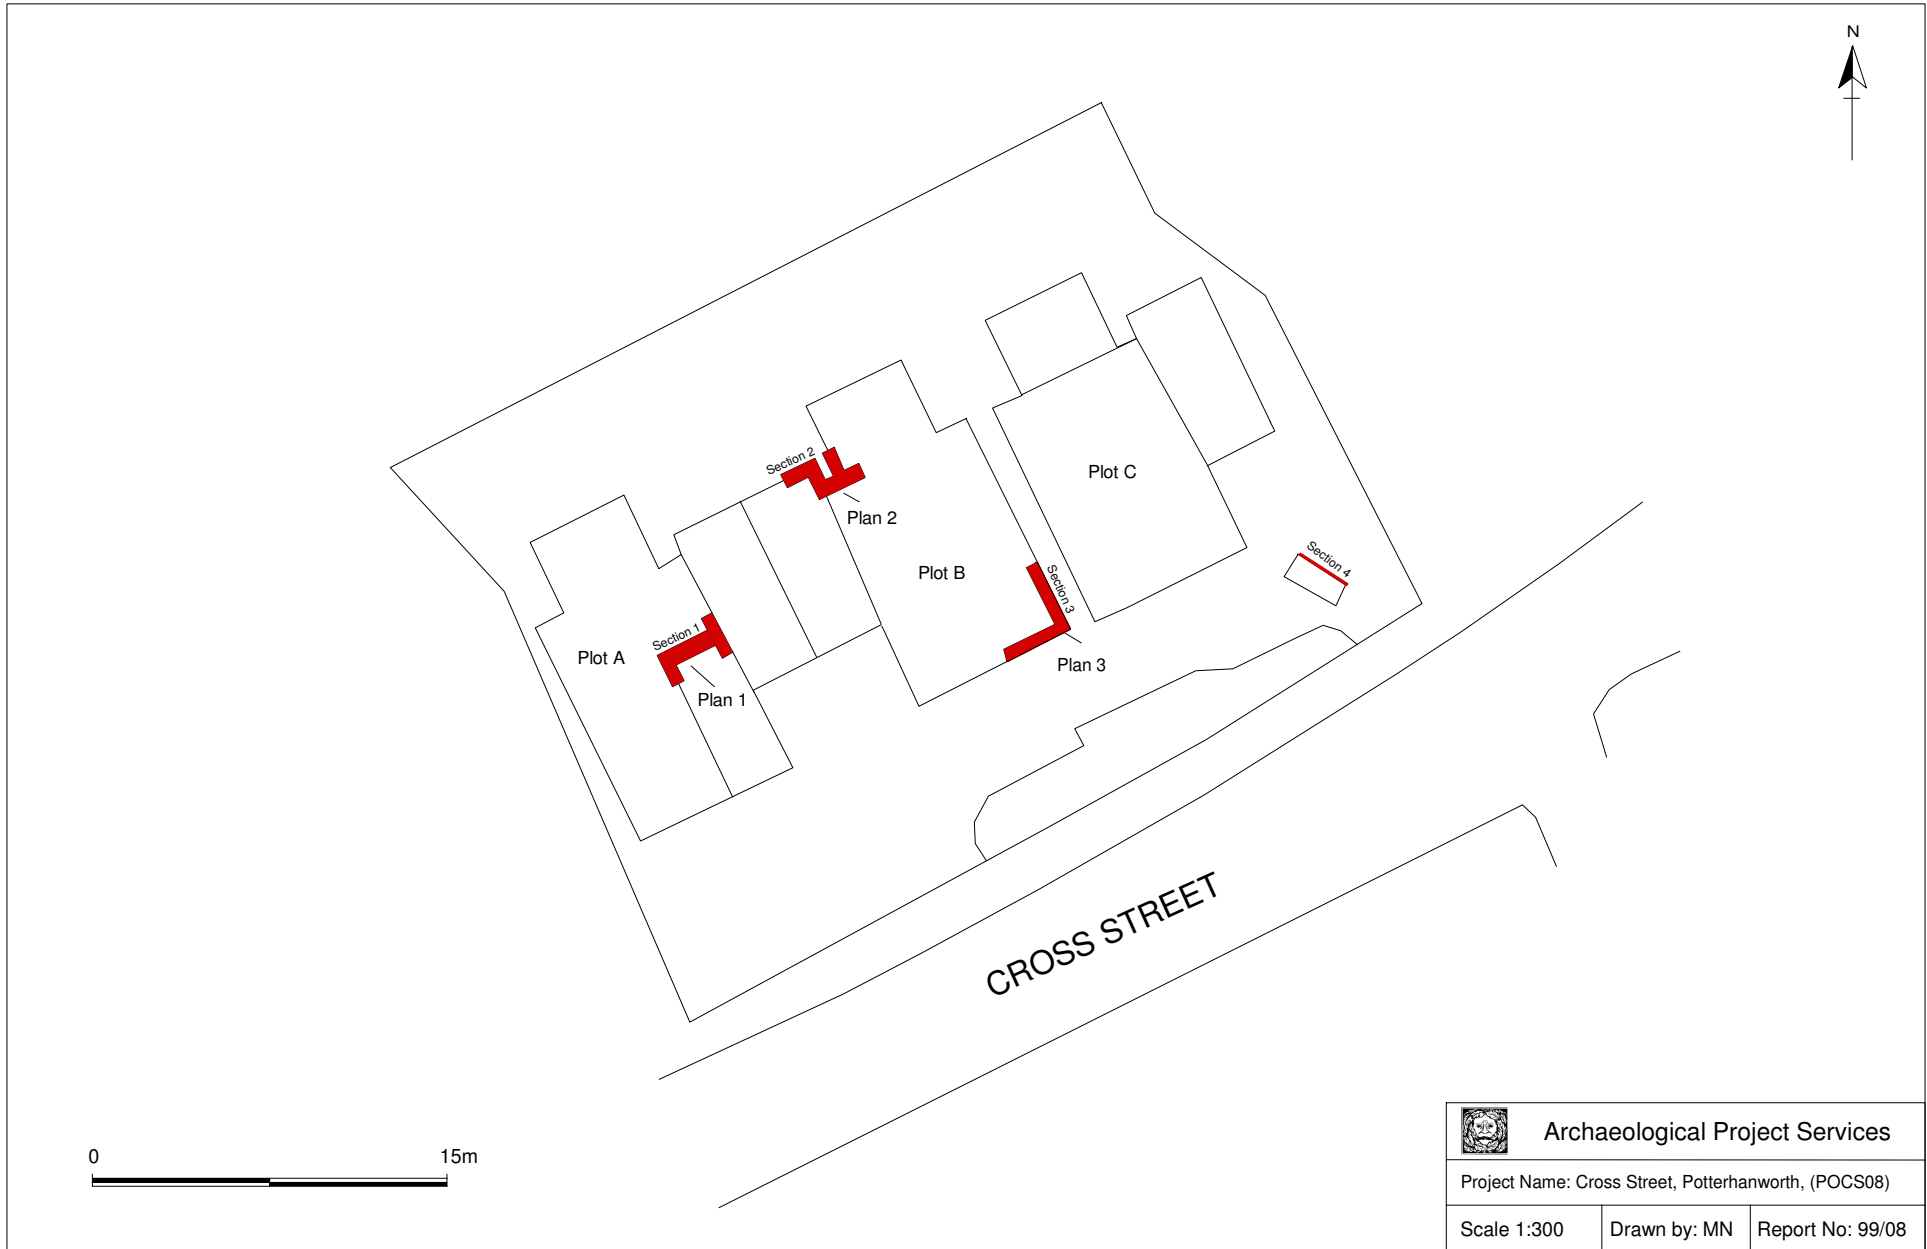 N
Section 2
Plot C
Plan 2
Section 4
Plot B
Section 3
Section 1
Plot A
Plan 3
Plan 1
CROSS STREET
0 15m
Archaeological Project Services
Project Name: Cross Street, Potterhanworth, (POCS08)
Scale 1:300 Drawn by: MN Report No: 99/08